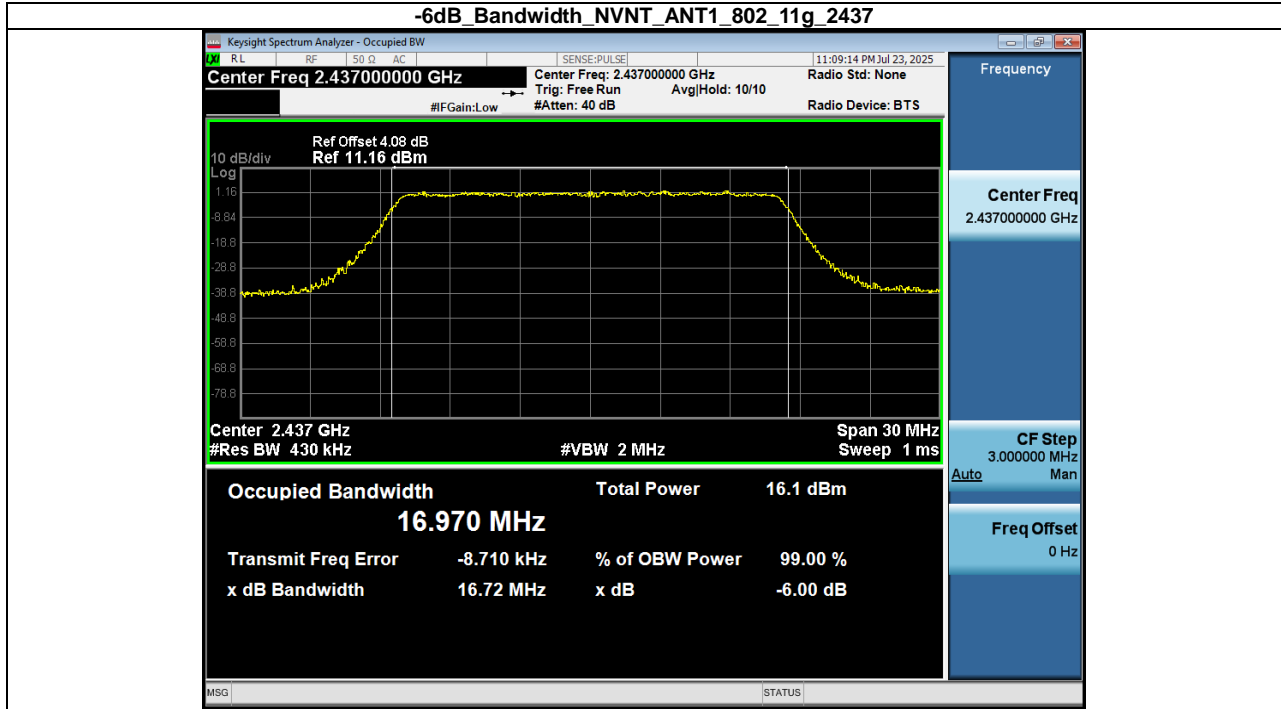 -6dB_Bandwidth_NVNT_ANT1_802_11g_2437
Keysight Spectrum Analyzer - Occupied BW
LXI RL RF 50 Ω AC SENSE:PULSE 11:09:14 PM Jul 23, 2025
Center Freq 2.437000000 GHz Center Freq: 2.437000000 GHz Radio Std: None
Trig: Free Run Avg|Hold: 10/10
#IFGain:Low #Atten: 40 dB Radio Device: BTS
Ref Offset 4.08 dB
10 dB/div Ref 11.16 dBm
Log
1.16
-8.84
-18.8
-28.8
-38.8
-48.8
-58.8
-68.8
-78.8
Center 2.437 GHz Span 30 MHz
#Res BW 430 kHz #VBW 2 MHz Sweep 1 ms
Occupied Bandwidth Total Power 16.1 dBm
16.970 MHz
Transmit Freq Error -8.710 kHz % of OBW Power 99.00 %
x dB Bandwidth 16.72 MHz x dB -6.00 dB
MSG STATUS
Frequency
Center Freq
2.437000000 GHz
CF Step
3.000000 MHz
Auto Man
Freq Offset
0 Hz